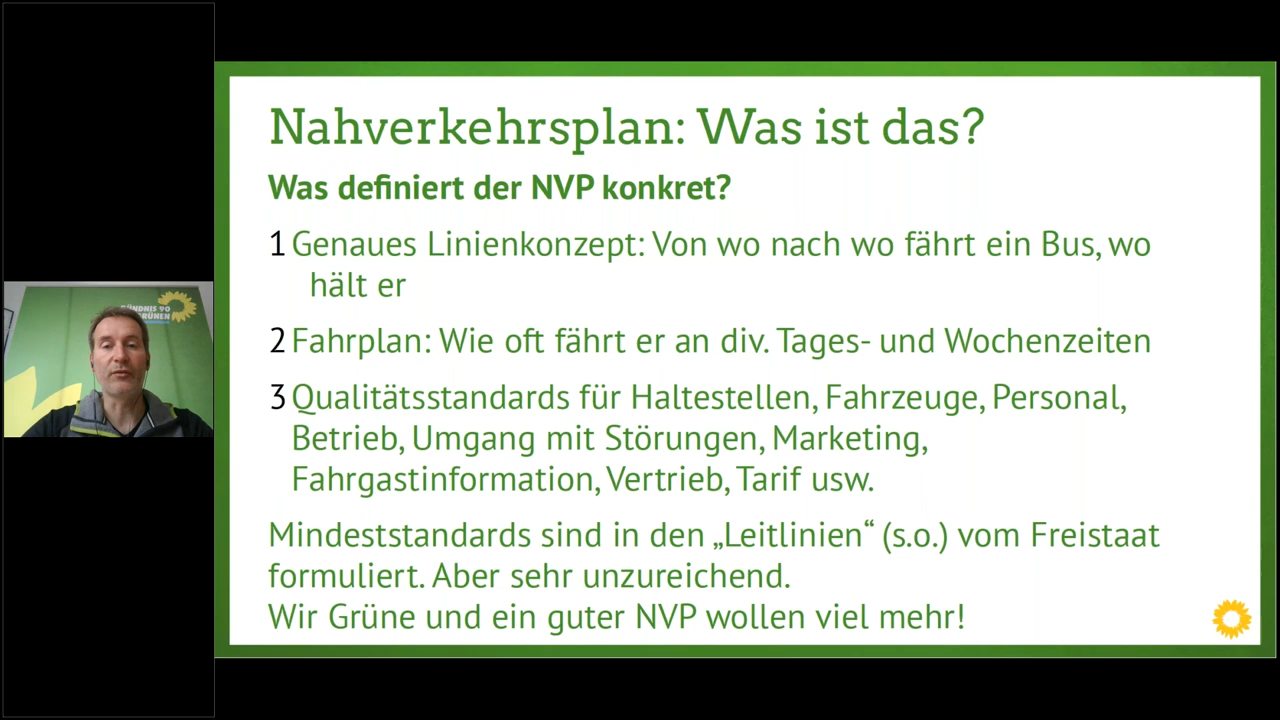 Nahverkehrsplan: Was ist das?
Was definiert der NVP konkret?
1 Genaues Linienkonzept: Von wo nach wo fährt ein Bus, wo
hält er
2 Fahrplan: Wie oft fährt er an div. Tages- und Wochenzeiten
3 Qualitätsstandards für Haltestellen, Fahrzeuge, Personal,
Betrieb, Umgang mit Störungen, Marketing,
Fahrgastinformation, Vertrieb, Tarif usw.
Mindeststandards sind in den „Leitlinien“ (s.o.) vom Freistaat
formuliert. Aber sehr unzureichend.
Wir Grüne und ein guter NVP wollen viel mehr!
BÜNDNIS 90
GRÜNEN